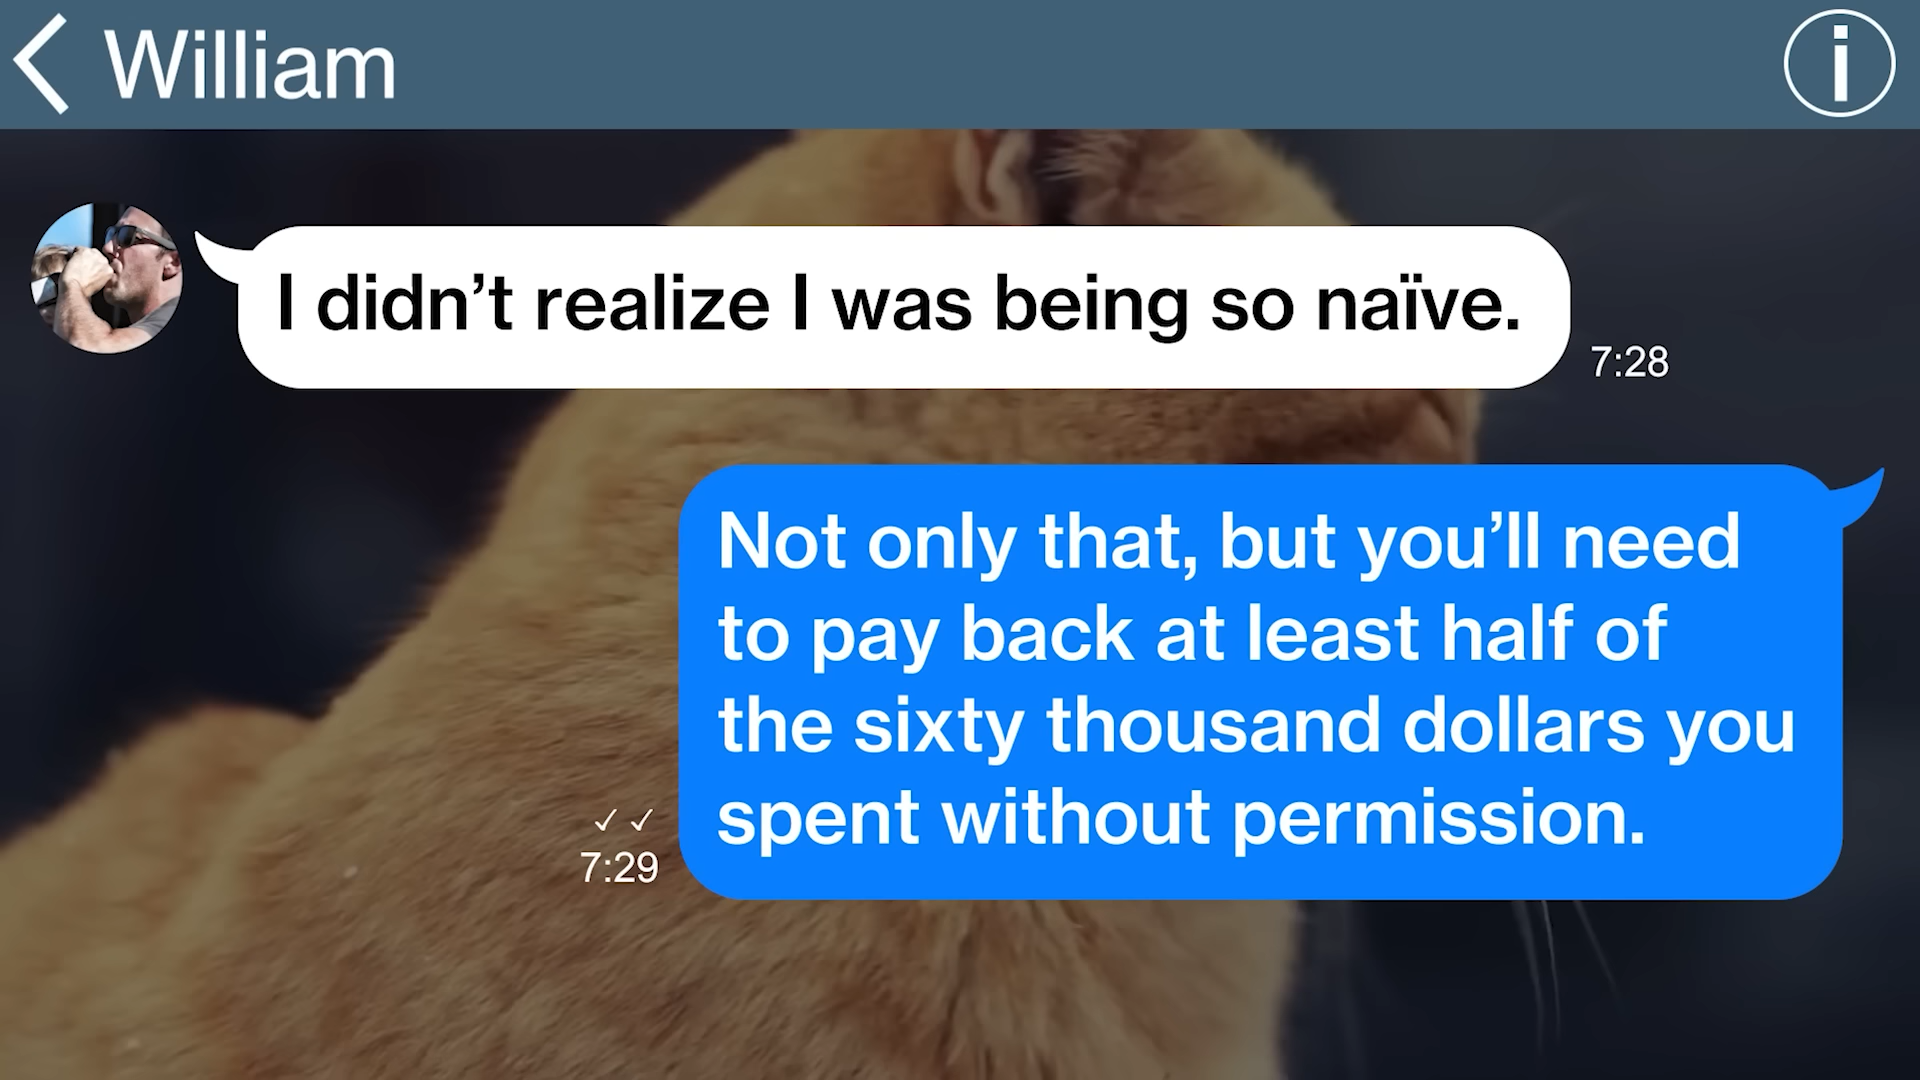 William
I didn’t realize I was being so naïve.
7:28
Not only that, but you’ll need
to pay back at least half of
the sixty thousand dollars you
spent without permission.
✓ ✓
7:29